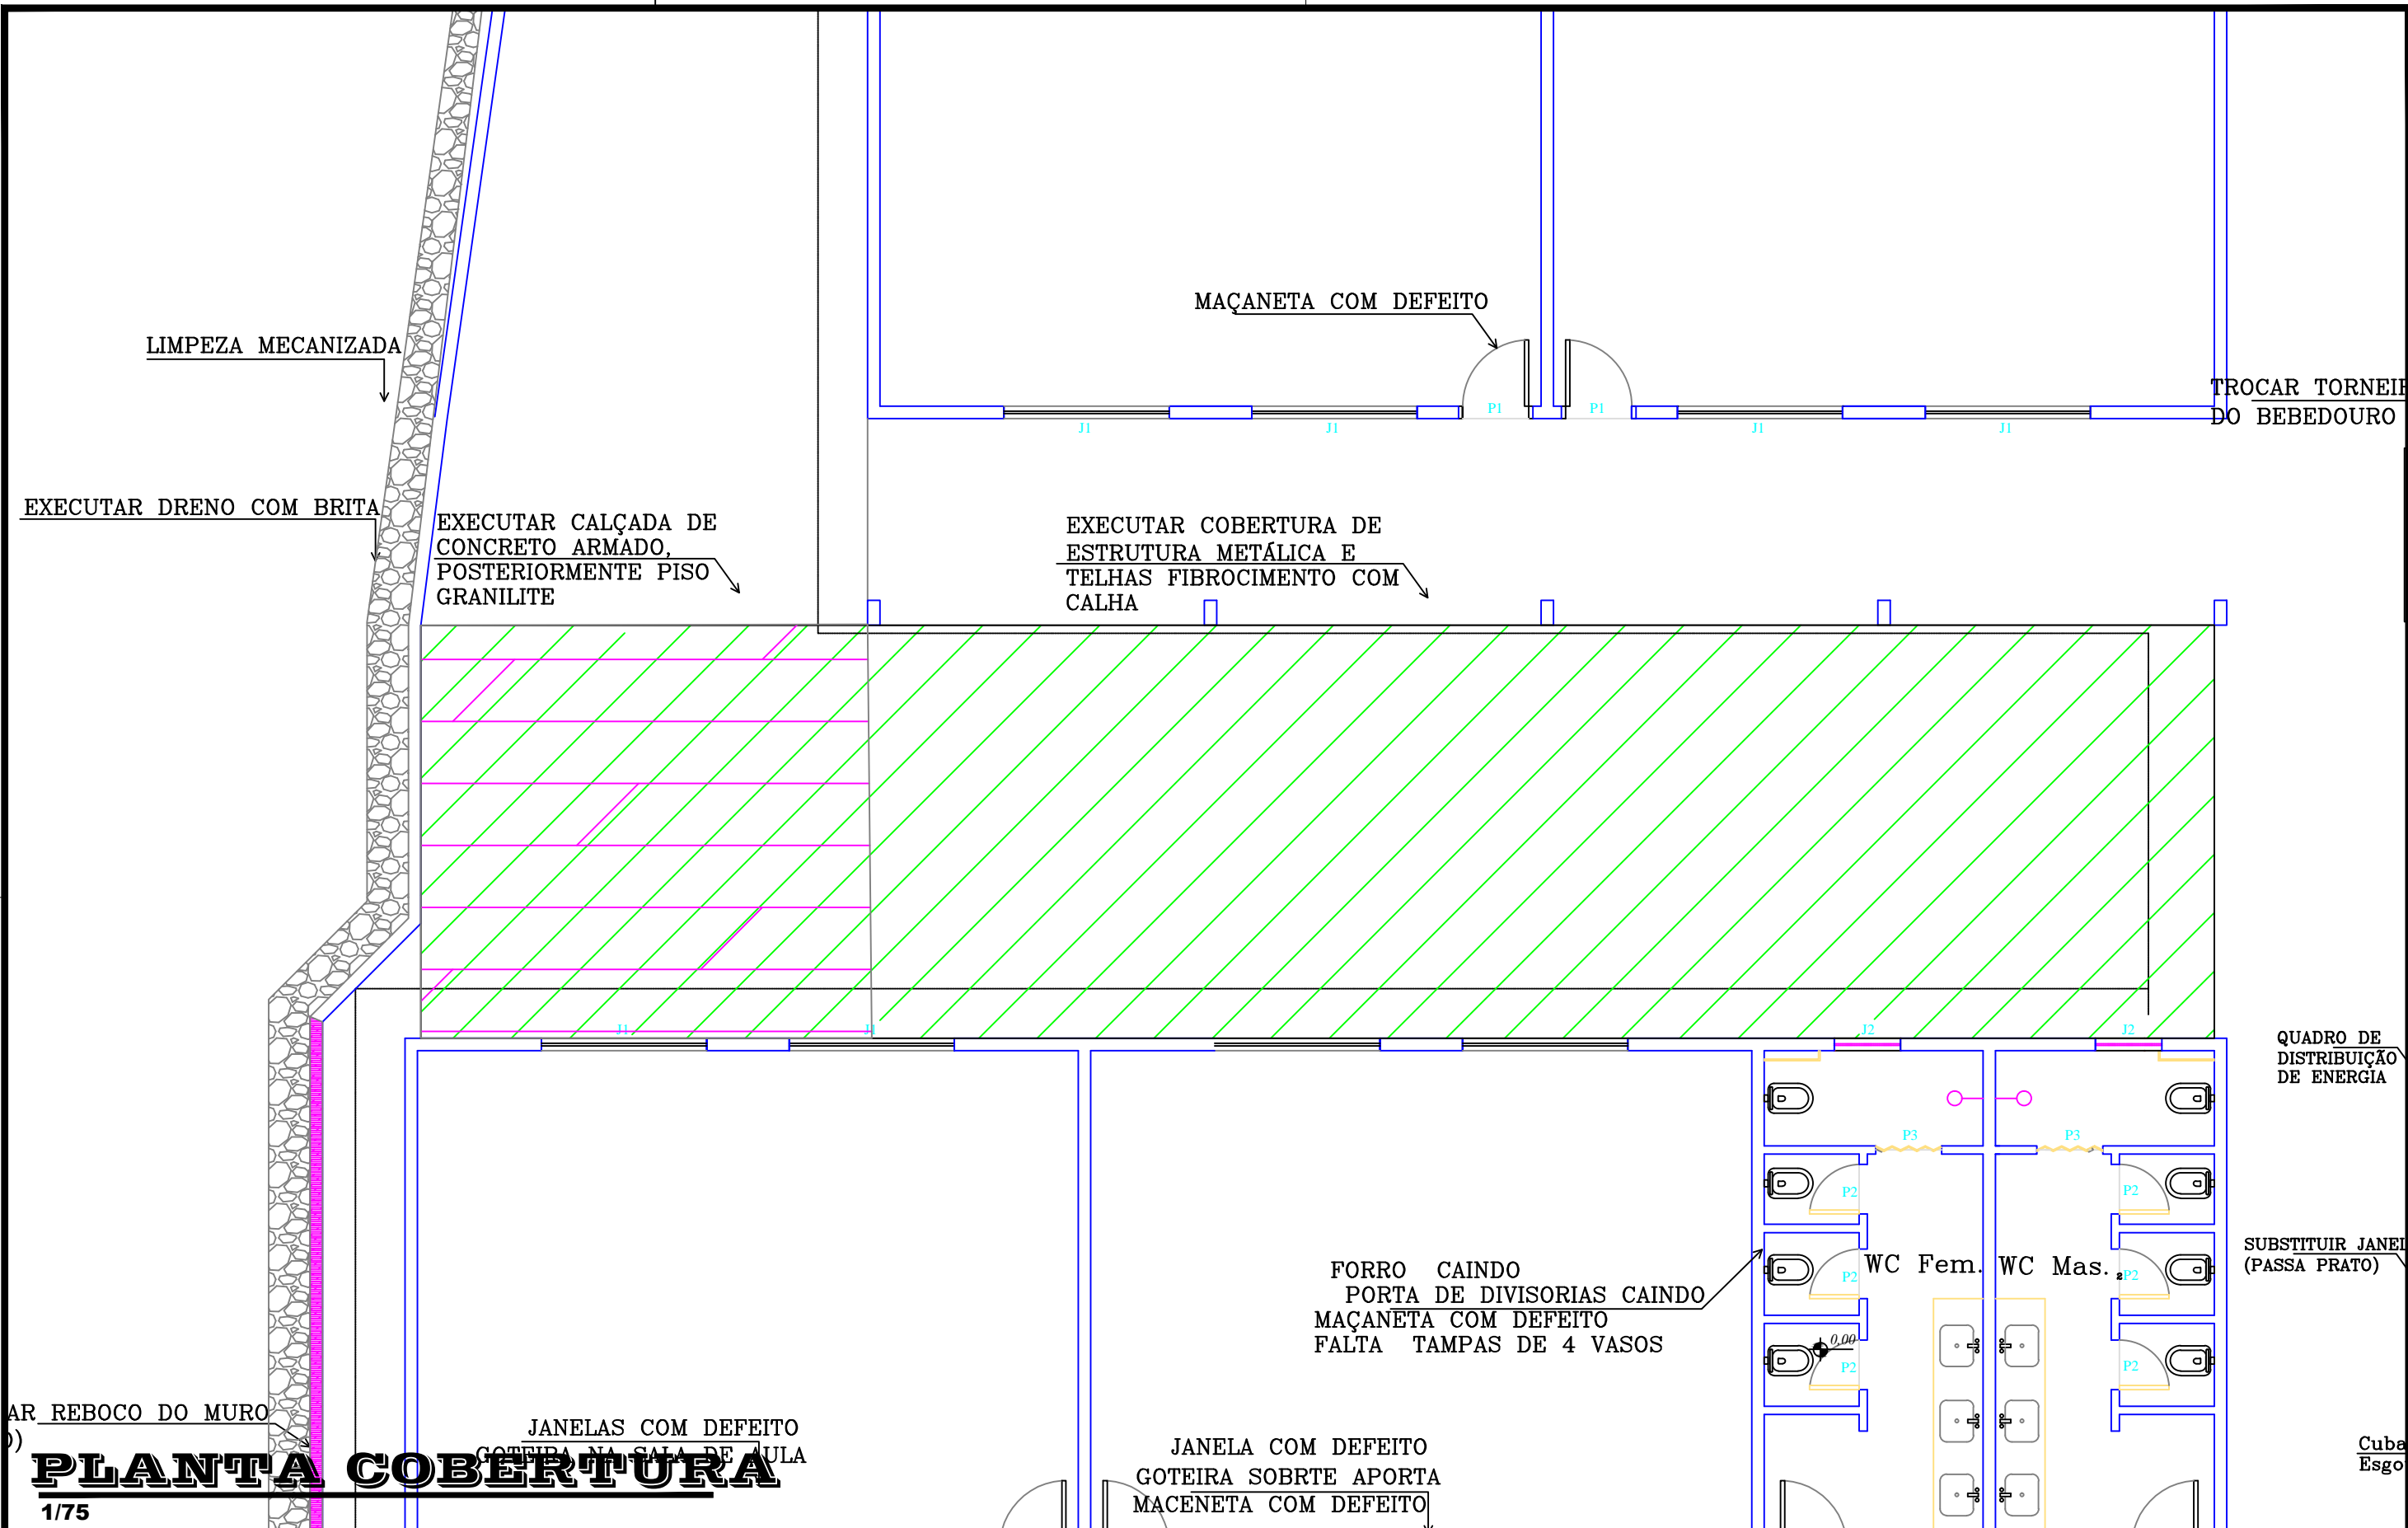 MAÇANETA COM DEFEITO
LIMPEZA MECANIZADA
TROCAR
DO BEBEDOURO
P1
P1
J1
J1
J1
J1
EXECUTAR DRENO COM BRITA
EXECUTAR CALÇADA DE
CONCRETO ARMADO,
POSTERIORMENTE PISO
GRANILITE
EXECUTAR COBERTURA DE
ESTRUTURA METÁLICA E
TELHAS FIBROCIMENTO COM
CALHA
J1
J1
J2
J2
QUADRO DE
DISTRIBUIÇÃO
DE ENERGIA
P3
P3
P2
P2
SUBSTITUIR
(PASSA PRATO)
WC Fem.
WC Mas.
P2
P2
FORRO CAINDO
PORTA DE DIVISORIAS CAINDO
MAÇANETA COM DEFEITO
FALTA TAMPAS DE 4 VASOS
0,00
P2
P2
REBOCO DO MURO
JANELAS COM DEFEITO
GOTEIRA NA SALA DE AULA
JANELA COM DEFEITO
GOTEIRA SOBRTE APORTA
MACENETA COM DEFEITO
Cuba
PLANTA COBERTURA
1/75